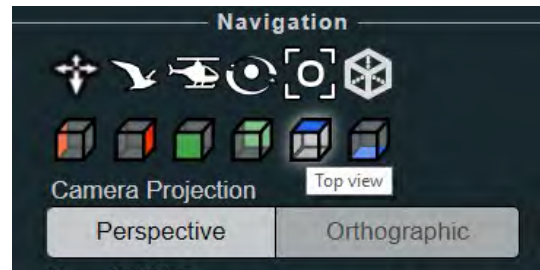 Navigation
Top view
Camera Projection
Perspective Orthographic